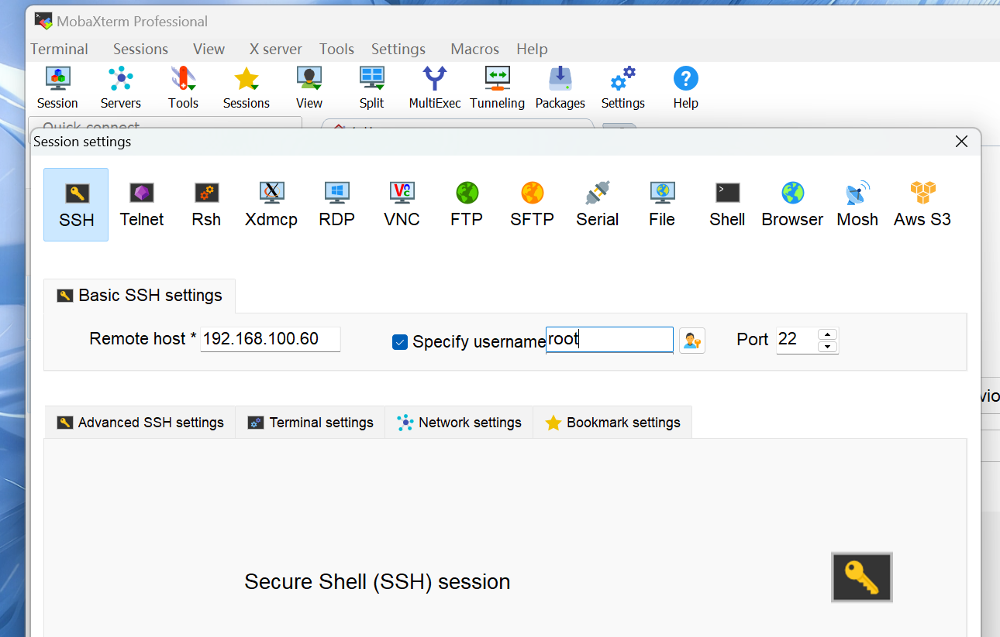 MobaXterm Professional
Terminal Sessions View X server Tools Settings Macros Help
Session Servers Tools Sessions View Split MultiExec Tunneling Packages Settings Help
Quick connect
Session settings
SSH Telnet Rsh Xdmcp RDP VNC FTP SFTP Serial File Shell Browser Mosh Aws S3
Basic SSH settings
Remote host * 192.168.100.60 Specify username root Port 22
Advanced SSH settings Terminal settings Network settings Bookmark settings
Secure Shell (SSH) session